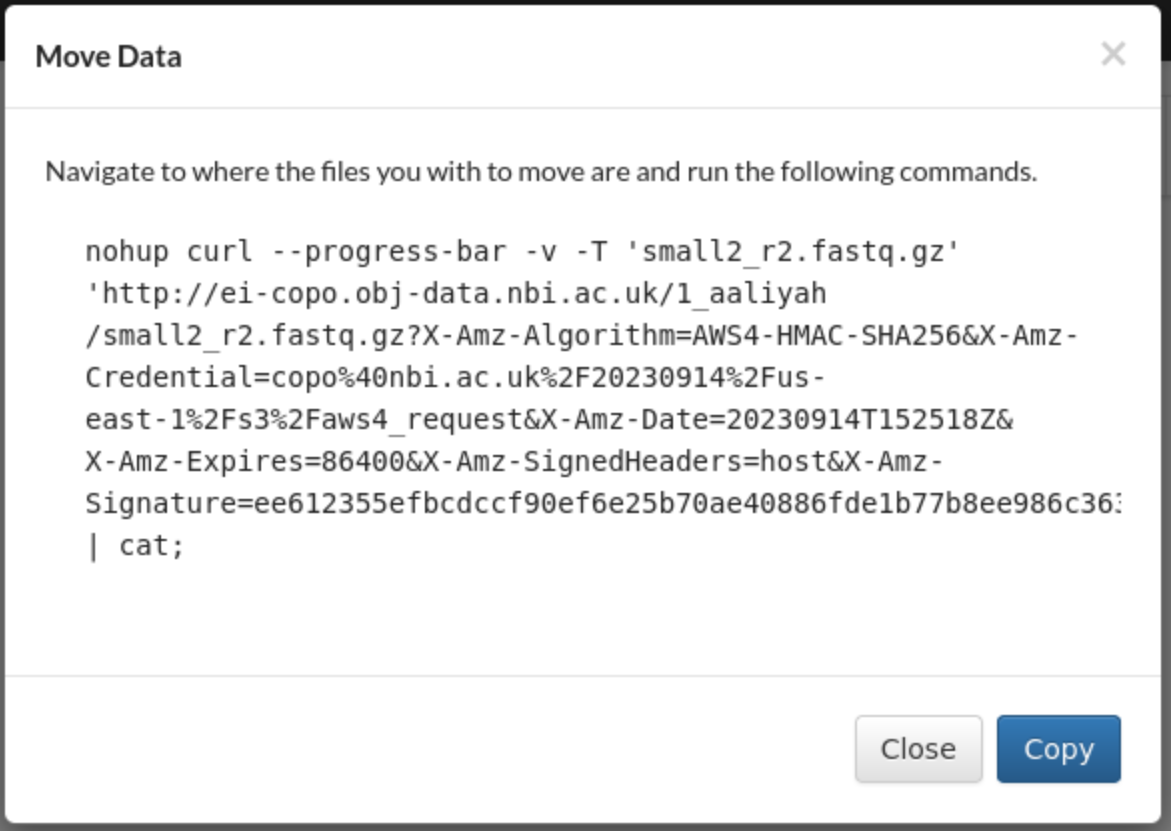 Move Data
×
Navigate to where the files you with to move are and run the following commands.
nohup curl --progress-bar -v -T 'small2_r2.fastq.gz'
'http://ei-copo.obj-data.nbi.ac.uk/1_aaliyah
/small2_r2.fastq.gz?X-Amz-Algorithm=AWS4-HMAC-SHA256&X-Amz-
Credential=copo%40nbi.ac.uk%2F20230914%2Fus-
east-1%2Fs3%2Faws4_request&X-Amz-Date=20230914T152518Z&
X-Amz-Expires=86400&X-Amz-SignedHeaders=host&X-Amz-
Signature=ee612355efbcdccf90ef6e25b70ae40886fde1b77b8ee986c363
| cat;
Close
Copy